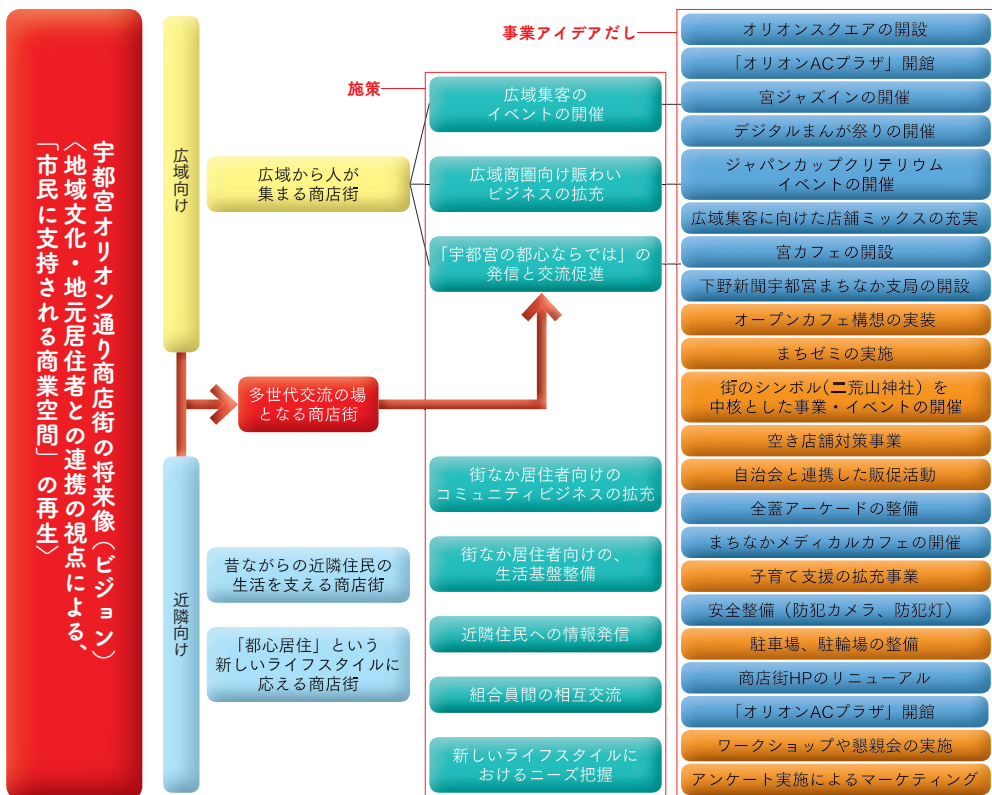 宇都宮オリオン通り商店街の将来像（ビジョン）
〈地域文化・地元居住者との連携の視点による、
「市民に支持される商業空間」の再生〉
広域向け
近隣向け
広域から人が
集まる商店街
多世代交流の場
となる商店街
昔ながらの近隣住民の
生活を支える商店街
「都心居住」という
新しいライフスタイルに
応える商店街
施策
広域集客の
イベントの開催
広域商圏向け賑わい
ビジネスの拡充
「宇都宮の都心ならでは」の
発信と交流促進
街なか居住者向けの
コミュニティビジネスの拡充
街なか居住者向けの、
生活基盤整備
近隣住民への情報発信
組合員間の相互交流
新しいライフスタイルに
おけるニーズ把握
事業アイデアだし
オリオンスクエアの開設
「オリオンACプラザ」開館
宮ジャズインの開催
デジタルまんが祭りの開催
ジャパンカップクリテリウム
イベントの開催
広域集客に向けた店舗ミックスの充実
宮カフェの開設
下野新聞宇都宮まちなか支局の開設
オープンカフェ構想の実装
まちゼミの実施
街のシンボル(二荒山神社）を
中核とした事業・イベントの開催
空き店舗対策事業
自治会と連携した販促活動
全蓋アーケードの整備
まちなかメディカルカフェの開催
子育て支援の拡充事業
安全整備（防犯カメラ、防犯灯）
駐車場、駐輪場の整備
商店街HPのリニューアル
「オリオンACプラザ」開館
ワークショップや懇親会の実施
アンケート実施によるマーケティング